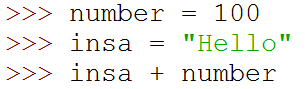 >>> number = 100
>>> insa = "Hello"
>>> insa + number